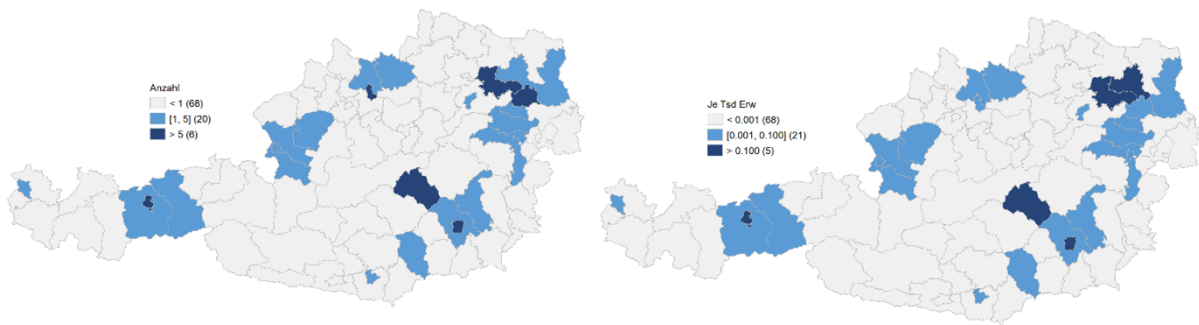 Anzahl
< 1 (68)
[1, 5] (20)
> 5 (6)
Je Tsd Erw
< 0.001 (68)
[0.001, 0.100] (21)
> 0.100 (5)